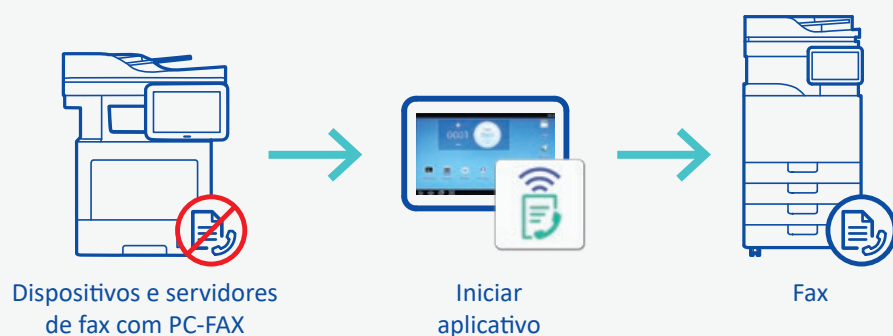 Dispositivos e servidores
de fax com PC-FAX
Iniciar
aplicativo
Fax